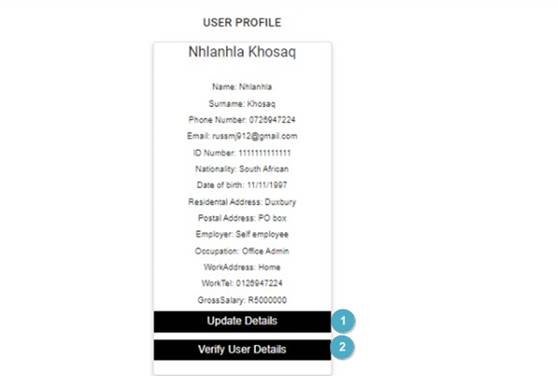 USER PROFILE
Nhlanhla Khosaq
Name: Nhlanhla
Surname: Khosaq
Phone Number: 0726947224
Email: russmj912@gmail.com
ID Number: 1111111111111
Nationality: South African
Date of birth: 11/11/1997
Residental Address: Duxbury
Postal Address: PO box
Employer: Self employee
Occupation: Office Admin
WorkAddress: Home
WorkTel: 0126947224
GrossSalary: R5000000
Update Details 1
Verify User Details 2